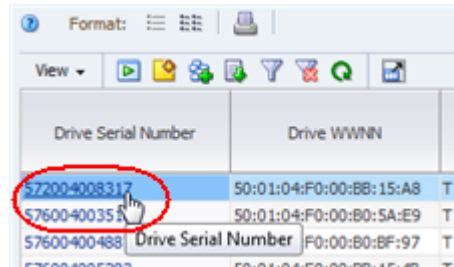 Format:
View
Drive Serial Number Drive WWNN
572004008317 50:01:04:F0:00:BB:15:A8 T
5760040035 50:01:04:F0:00:B0:5A:E9 T
57600400488 Drive Serial Number F0:00:B0:BF:97 T